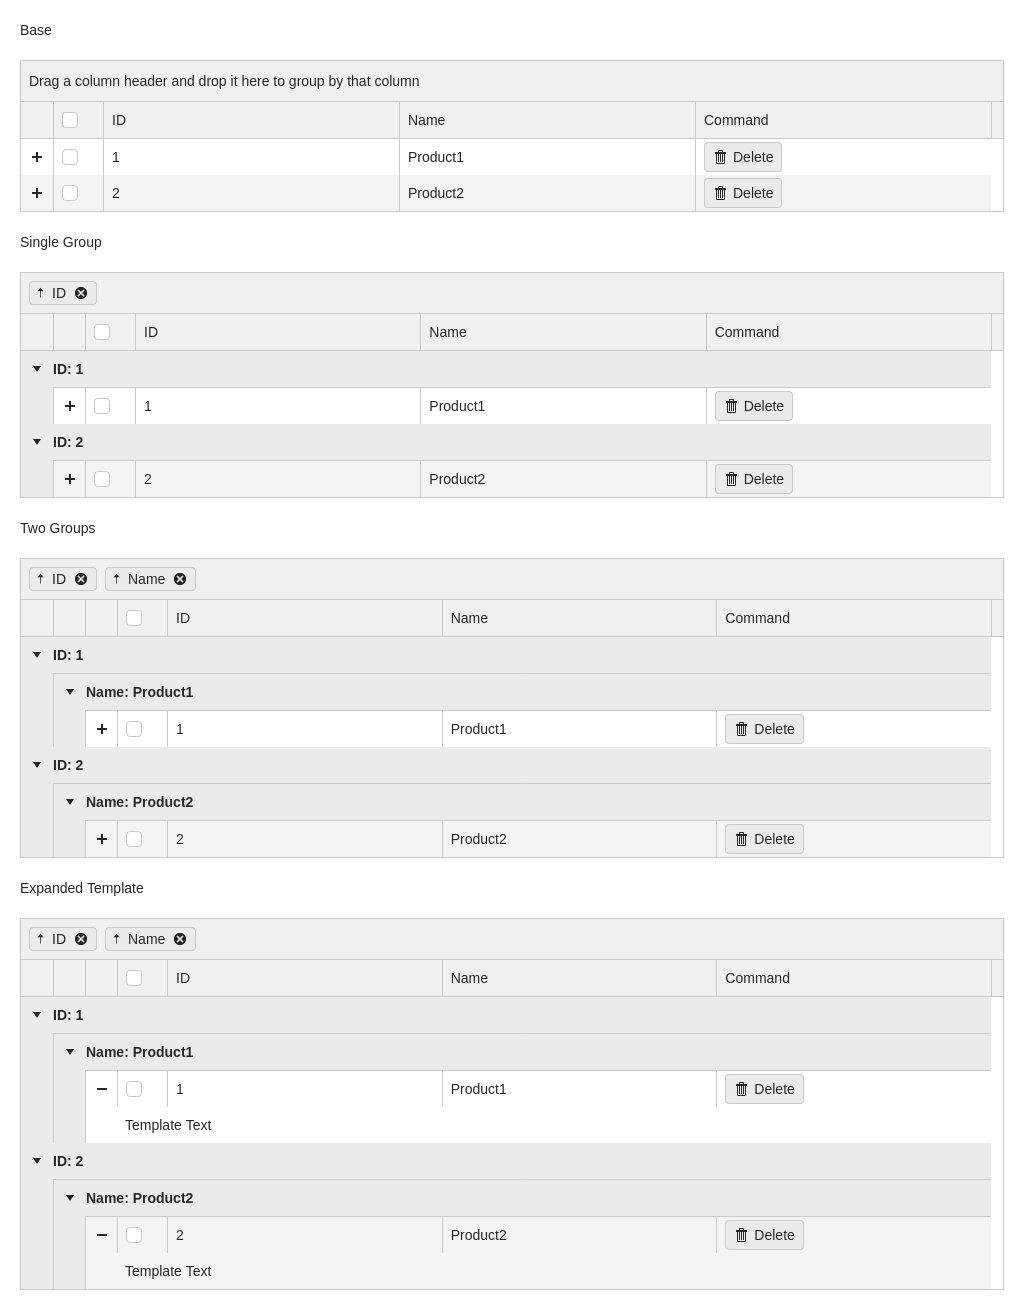 Base
Drag a column header and drop it here to group by that column
ID Name Command
1 Product1 Delete
2 Product2 Delete
Single Group
ID
ID Name Command
ID: 1
1 Product1 Delete
ID: 2
2 Product2 Delete
Two Groups
ID Name
ID Name Command
ID: 1
Name: Product1
1 Product1 Delete
ID: 2
Name: Product2
2 Product2 Delete
Expanded Template
ID Name
ID Name Command
ID: 1
Name: Product1
1 Product1 Delete
Template Text
ID: 2
Name: Product2
2 Product2 Delete
Template Text